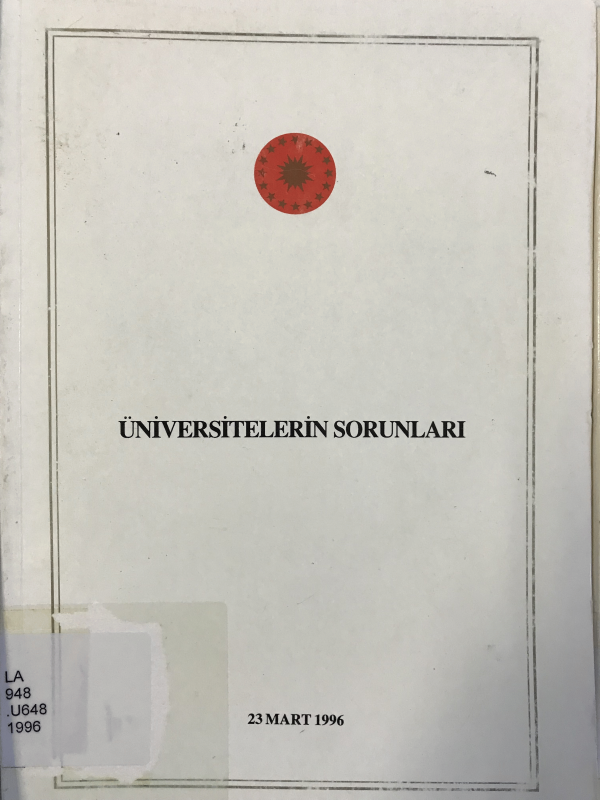 ÜNİVERSİTELERİN SORUNLARI
LA
948
.U648
1996
23 MART 1996